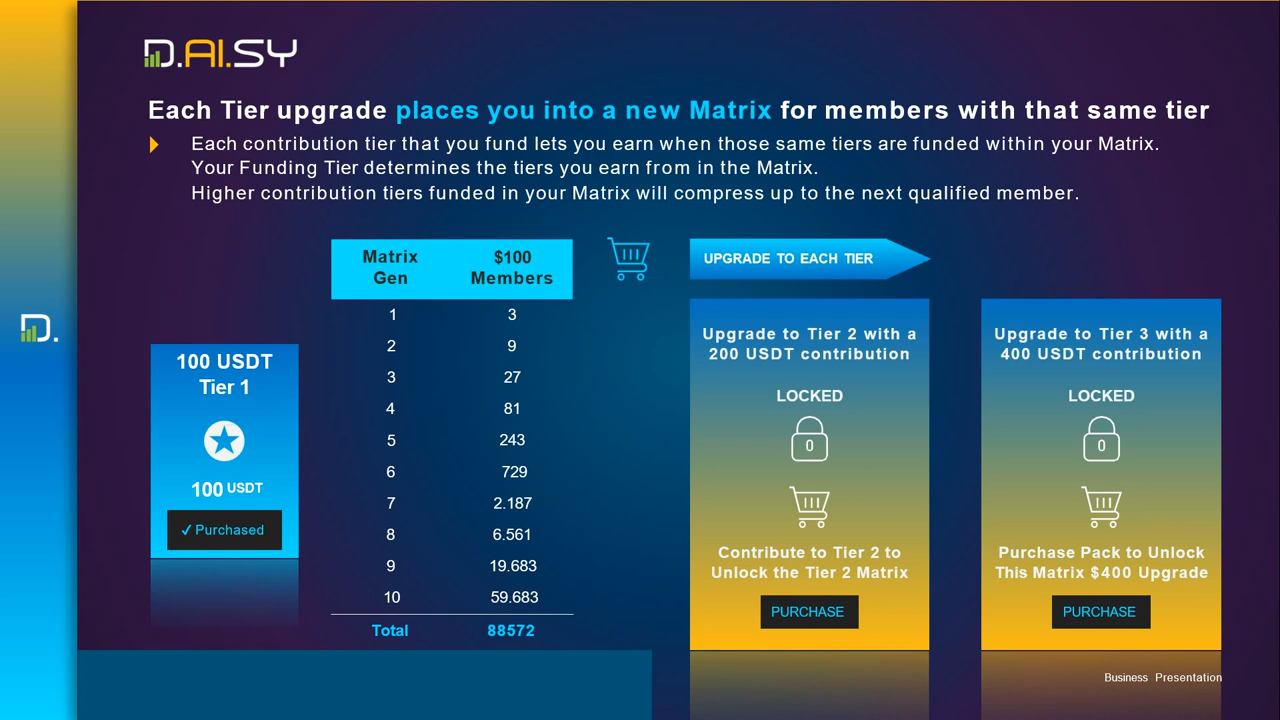 D.AI.SY
Each Tier upgrade places you into a new Matrix for members with that same tier
Each contribution tier that you fund lets you earn when those same tiers are funded within your Matrix.
Your Funding Tier determines the tiers you earn from in the Matrix.
Higher contribution tiers funded in your Matrix will compress up to the next qualified member.
D.
100 USDT
Tier 1
100 USDT
✓ Purchased
Matrix Gen $100 Members
1 3
2 9
3 27
4 81
5 243
6 729
7 2.187
8 6.561
9 19.683
10 59.683
Total 88572
UPGRADE TO EACH TIER
Upgrade to Tier 2 with a
200 USDT contribution
LOCKED
0
Contribute to Tier 2 to
Unlock the Tier 2 Matrix
PURCHASE
Upgrade to Tier 3 with a
400 USDT contribution
LOCKED
0
Purchase Pack to Unlock
This Matrix $400 Upgrade
PURCHASE
Business Presentation